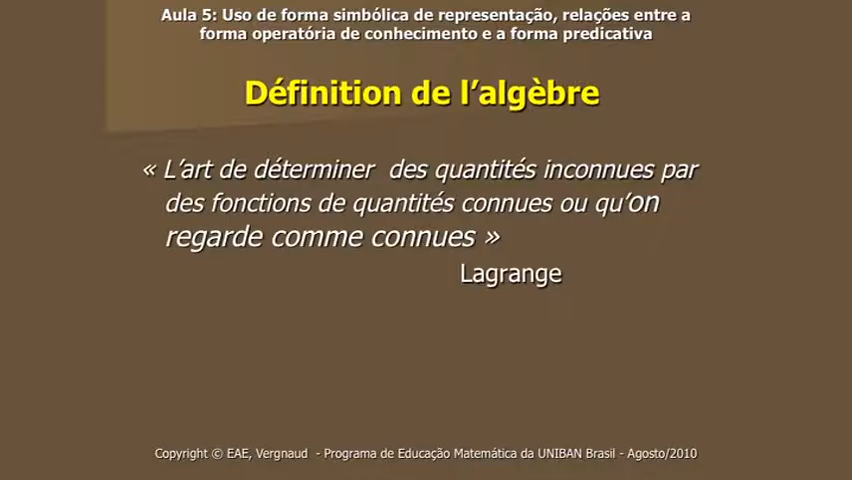 Aula 5: Uso de forma simbólica de representação, relações entre a
forma operatória de conhecimento e a forma predicativa
Définition de l’algèbre
« L’art de déterminer des quantités inconnues par
des fonctions de quantités connues ou qu’on
regarde comme connues »
Lagrange
Copyright © EAE, Vergnaud - Programa de Educação Matemática da UNIBAN Brasil - Agosto/2010